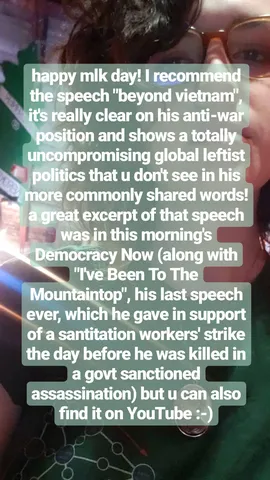 happy mlk day! I recommend
the speech "beyond vietnam",
it's really clear on his anti-war
position and shows a totally
uncompromising global leftist
politics that u don't see in his
more commonly shared words!
a great excerpt of that speech
was in this morning's
Democracy Now (along with
"I've Been To The
Mountaintop", his last speech
ever, which he gave in support
of a santitation workers' strike
the day before he was killed in
a govt sanctioned
assassination) but u can also
find it on YouTube :-)